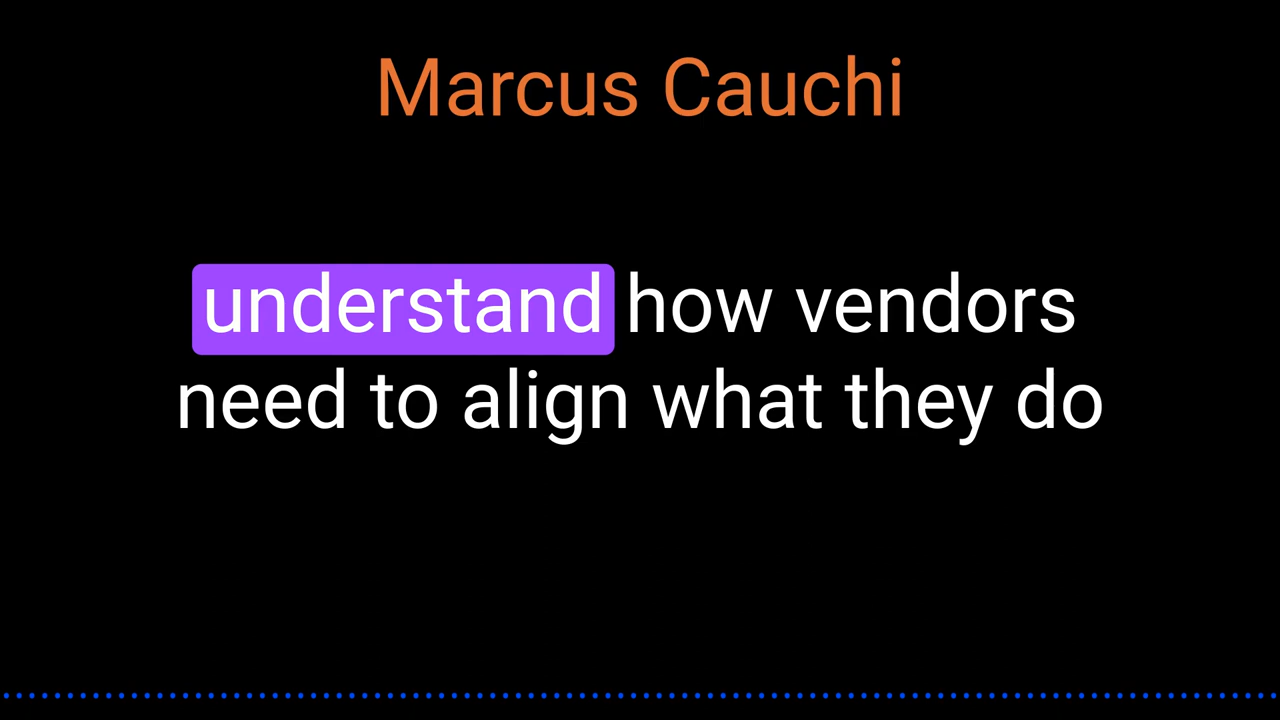 Marcus Cauchi
understand how vendors
need to align what they do